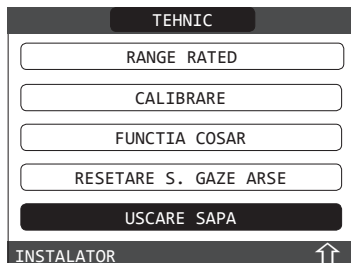 TEHNIC
RANGE RATED
CALIBRARE
FUNCTIA COSAR
RESETARE S. GAZE ARSE
USCARE SAPA
INSTALATOR